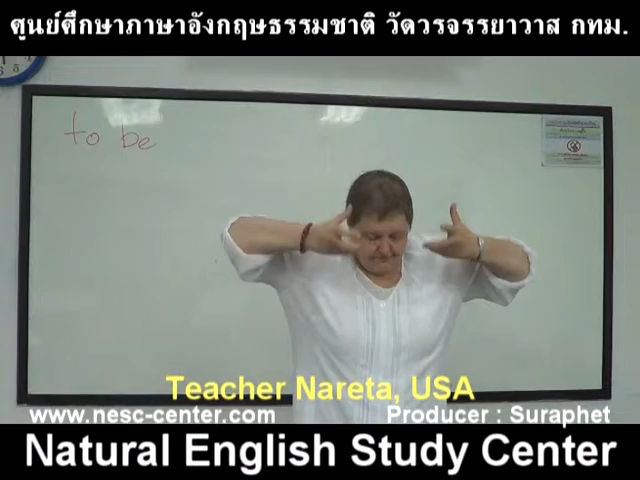 ศูนย์ศึกษาภาษาอังกฤษธรรมชาติ วัดวรจรรยาวาส กทม.
to be
Teacher Nareta, USA
www.nesc-center.com Producer : Suraphet
Natural English Study Center